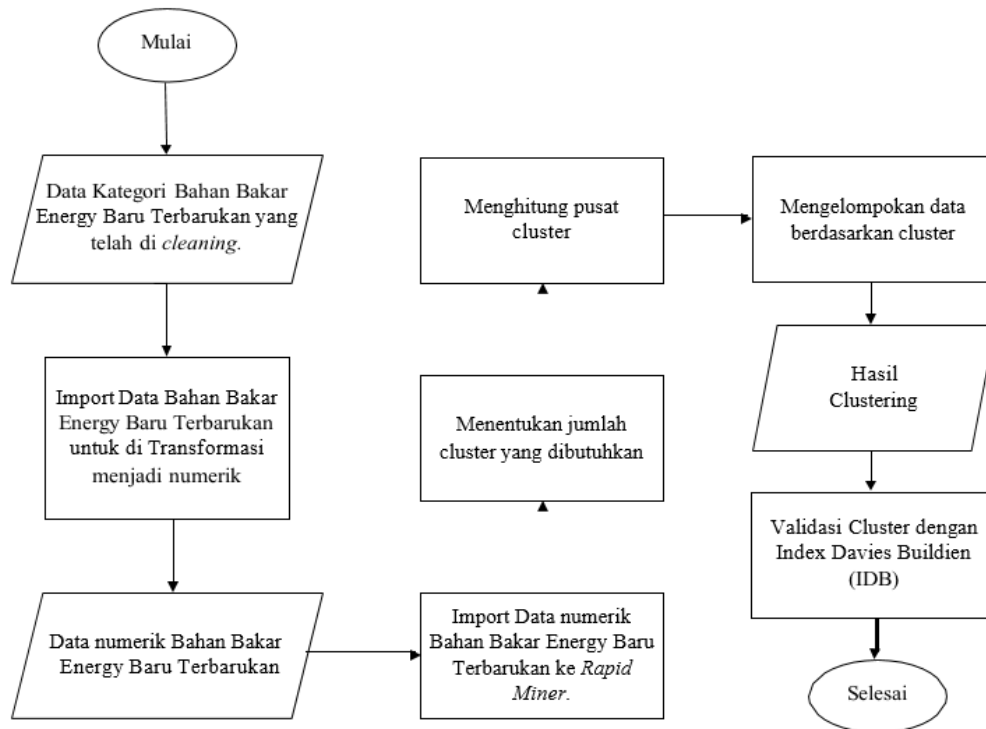 Mulai
Data Kategori Bahan Bakar
Energy Baru Terbarukan yang
telah di cleaning.
Import Data Bahan Bakar
Energy Baru Terbarukan
untuk di Transformasi
menjadi numerik
Data numerik Bahan Bakar
Energy Baru Terbarukan
Import Data numerik
Bahan Bakar Energy Baru
Terbarukan ke Rapid
Miner.
Menentukan jumlah
cluster yang dibutuhkan
Menghitung pusat
cluster
Mengelompokan data
berdasarkan cluster
Hasil
Clustering
Validasi Cluster dengan
Index Davies Buildien
(IDB)
Selesai